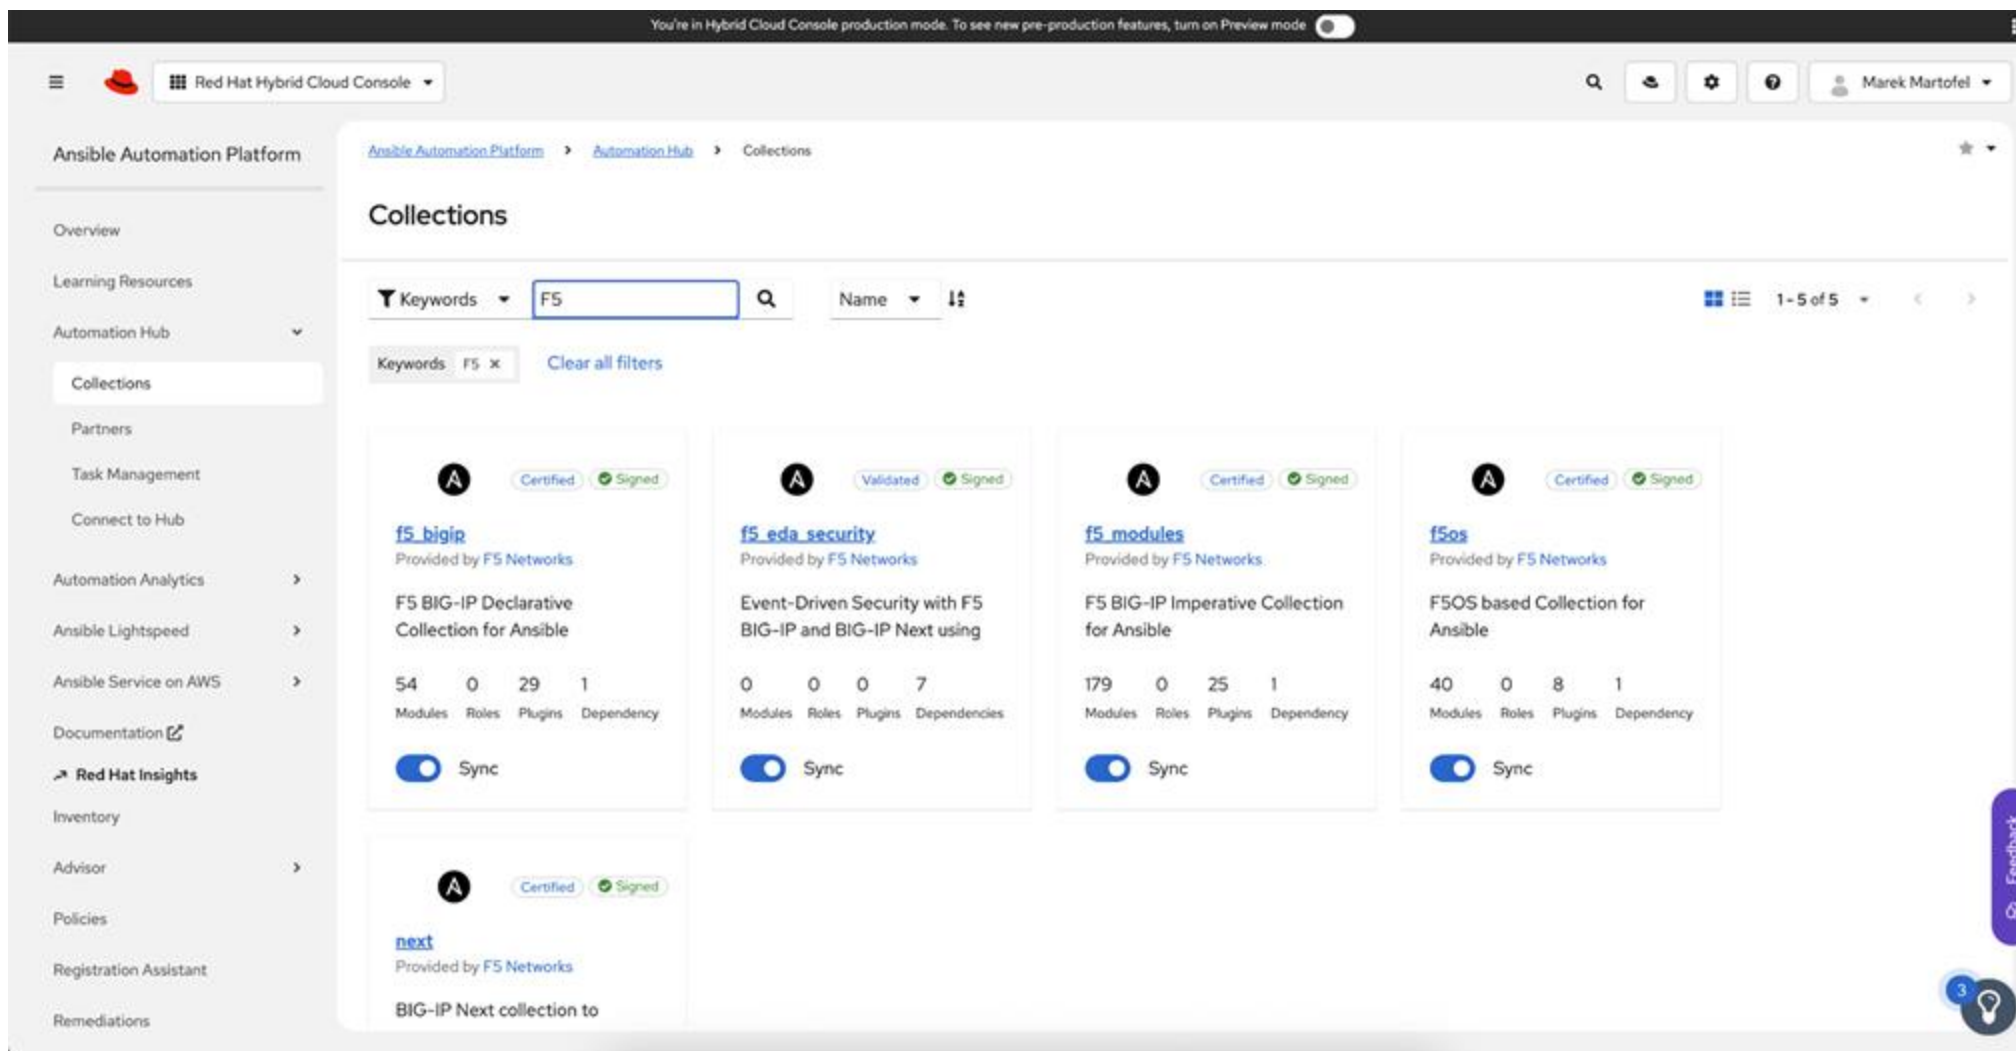 You're in Hybrid Cloud Console production mode. To see new pre-production features, turn on Preview mode
Red Hat Hybrid Cloud Console
Marek Martofel
Ansible Automation Platform
Overview
Learning Resources
Automation Hub
Collections
Partners
Task Management
Connect to Hub
Automation Analytics
Ansible Lightspeed
Ansible Service on AWS
Documentation
Red Hat Insights
Inventory
Advisor
Policies
Registration Assistant
Remediations
Ansible Automation Platform > Automation Hub > Collections
Collections
Keywords F5 Name 1 - 5 of 5
Keywords F5 × Clear all filters
Certified Signed
f5_bigip
Provided by F5 Networks
F5 BIG-IP Declarative
Collection for Ansible
54 0 29 1
Modules Roles Plugins Dependency
Sync
Validated Signed
f5_eda_security
Provided by F5 Networks
Event-Driven Security with F5
BIG-IP and BIG-IP Next using
0 0 0 7
Modules Roles Plugins Dependencies
Sync
Certified Signed
f5_modules
Provided by F5 Networks
F5 BIG-IP Imperative Collection
for Ansible
179 0 25 1
Modules Roles Plugins Dependency
Sync
Certified Signed
f5os
Provided by F5 Networks
F5OS based Collection for
Ansible
40 0 8 1
Modules Roles Plugins Dependency
Sync
Certified Signed
next
Provided by F5 Networks
BIG-IP Next collection to
Feedback
3